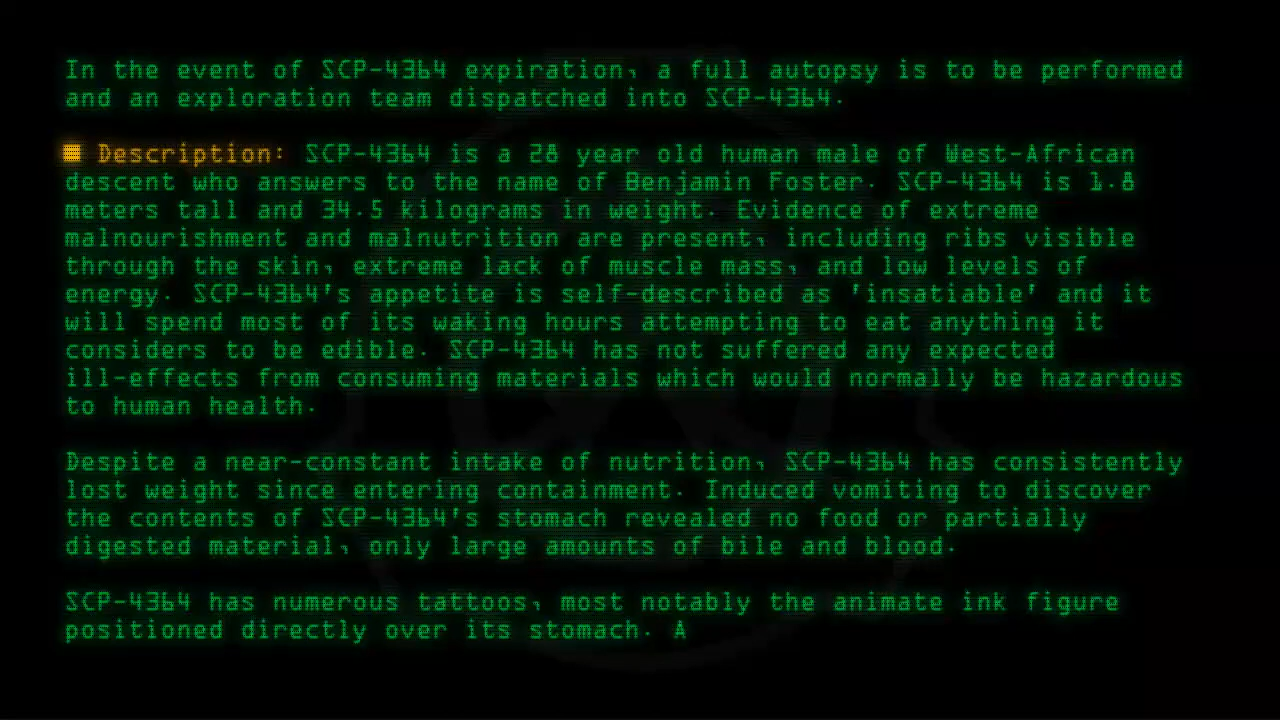 In the event of SCP-4364 expiration, a full autopsy is to be performed
and an exploration team dispatched into SCP-4364.
Description: SCP-4364 is a 28 year old human male of West-African
descent who answers to the name of Benjamin Foster. SCP-4364 is 1.8
meters tall and 34.5 kilograms in weight. Evidence of extreme
malnourishment and malnutrition are present, including ribs visible
through the skin, extreme lack of muscle mass, and low levels of
energy. SCP-4364's appetite is self-described as 'insatiable' and it
will spend most of its waking hours attempting to eat anything it
considers to be edible. SCP-4364 has not suffered any expected
ill-effects from consuming materials which would normally be hazardous
to human health.
Despite a near-constant intake of nutrition, SCP-4364 has consistently
lost weight since entering containment. Induced vomiting to discover
the contents of SCP-4364's stomach revealed no food or partially
digested material, only large amounts of bile and blood.
SCP-4364 has numerous tattoos, most notably the animate ink figure
positioned directly over its stomach. A